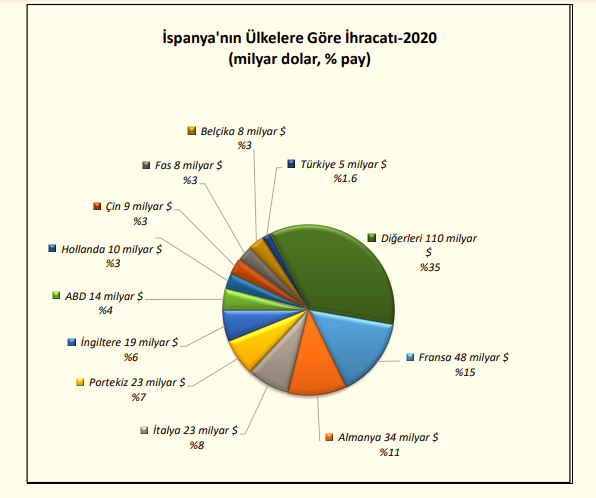 İspanya'nın Ülkelere Göre İhracatı-2020
(milyar dolar, % pay)
Belçika 8 milyar $
%3
Türkiye 5 milyar $
%1.6
Fas 8 milyar $
%3
Çin 9 milyar $
%3
Diğerleri 110 milyar
$
%35
Hollanda 10 milyar $
%3
ABD 14 milyar $
%4
İngiltere 19 milyar $
%6
Fransa 48 milyar $
%15
Portekiz 23 milyar $
%7
İtalya 23 milyar $
%8
Almanya 34 milyar $
%11